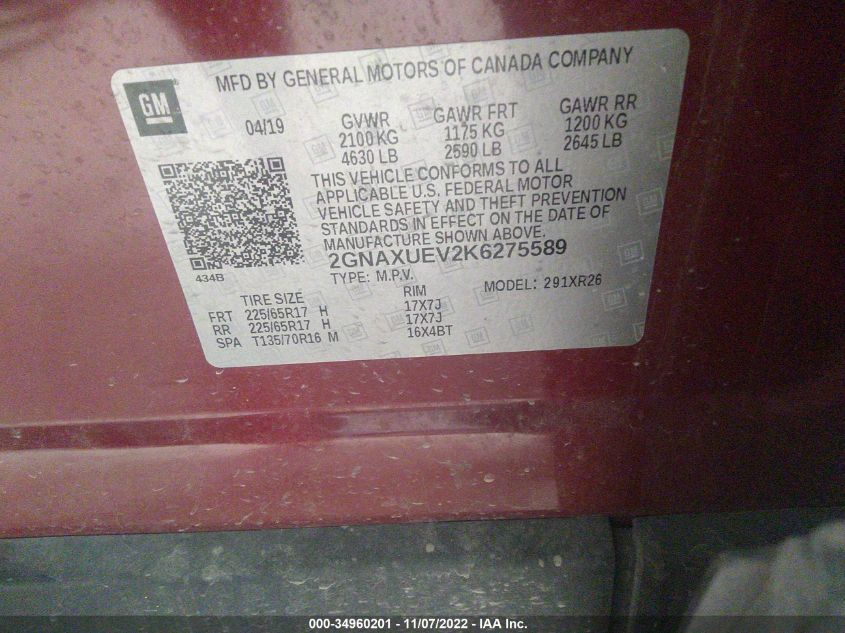 MFD BY GENERAL MOTORS OF CANADA COMPANY
GM
04/19 GVWR GAWR FRT GAWR RR
2100 KG 1175 KG 1200 KG
4630 LB 2590 LB 2645 LB
THIS VEHICLE CONFORMS TO ALL
APPLICABLE U.S. FEDERAL MOTOR
VEHICLE SAFETY AND THEFT PREVENTION
STANDARDS IN EFFECT ON THE DATE OF
MANUFACTURE SHOWN ABOVE.
434B
2GNAXUEV2K6275589
TYPE: M.P.V. MODEL: 291XR26
TIRE SIZE RIM
FRT 225/65R17 H 17X7J
RR 225/65R17 H 17X7J
SPA T135/70R16 M 16X4BT
000-34960201 - 11/07/2022 - IAA Inc.